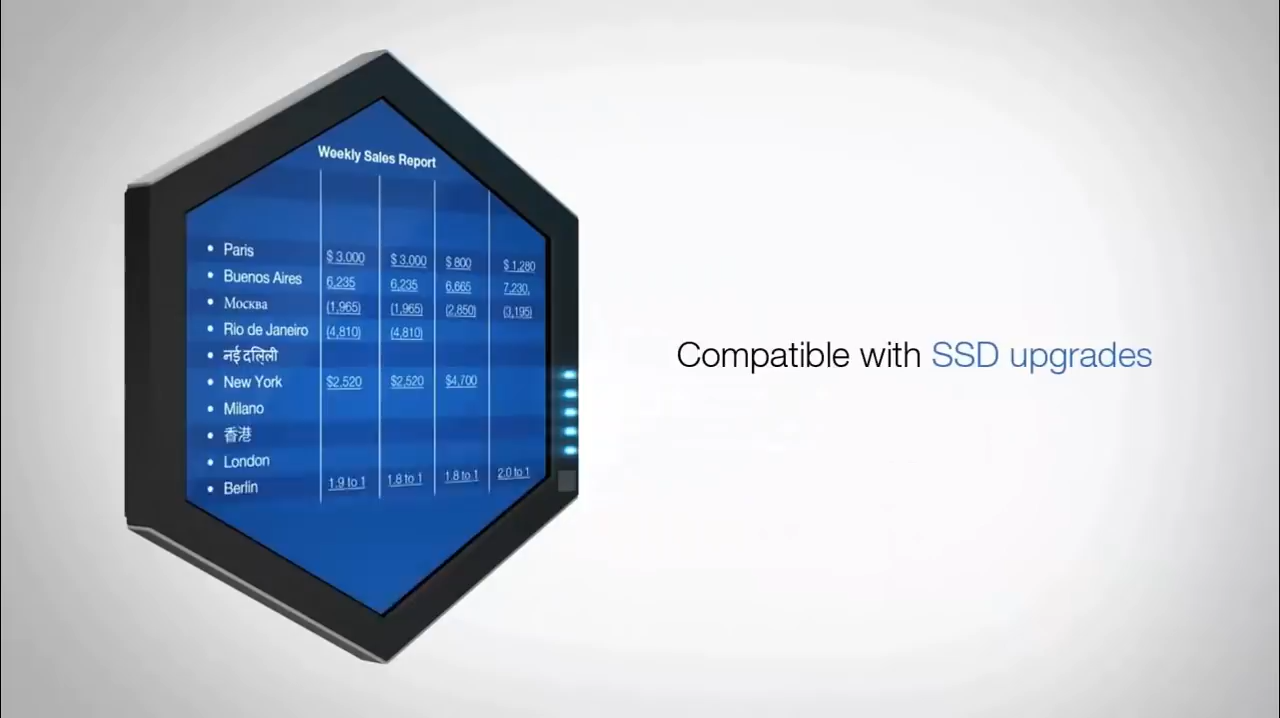 Weekly Sales Report
• Paris $ 3.000 $ 3.000 $ 800 $ 1,280
• Buenos Aires 6,235 6,235 6,665 7,230,
• Москва (1,965) (1,965) (2,850) (3,195)
• Rio de Janeiro (4,810) (4,810)
• नई दिल्ली
• New York $2,520 $2,520 $4,700
• Milano
• 香港
• London
• Berlin 1.9 to 1 1.8 to 1 1.8 to 1 2.0 to 1
Compatible with SSD upgrades